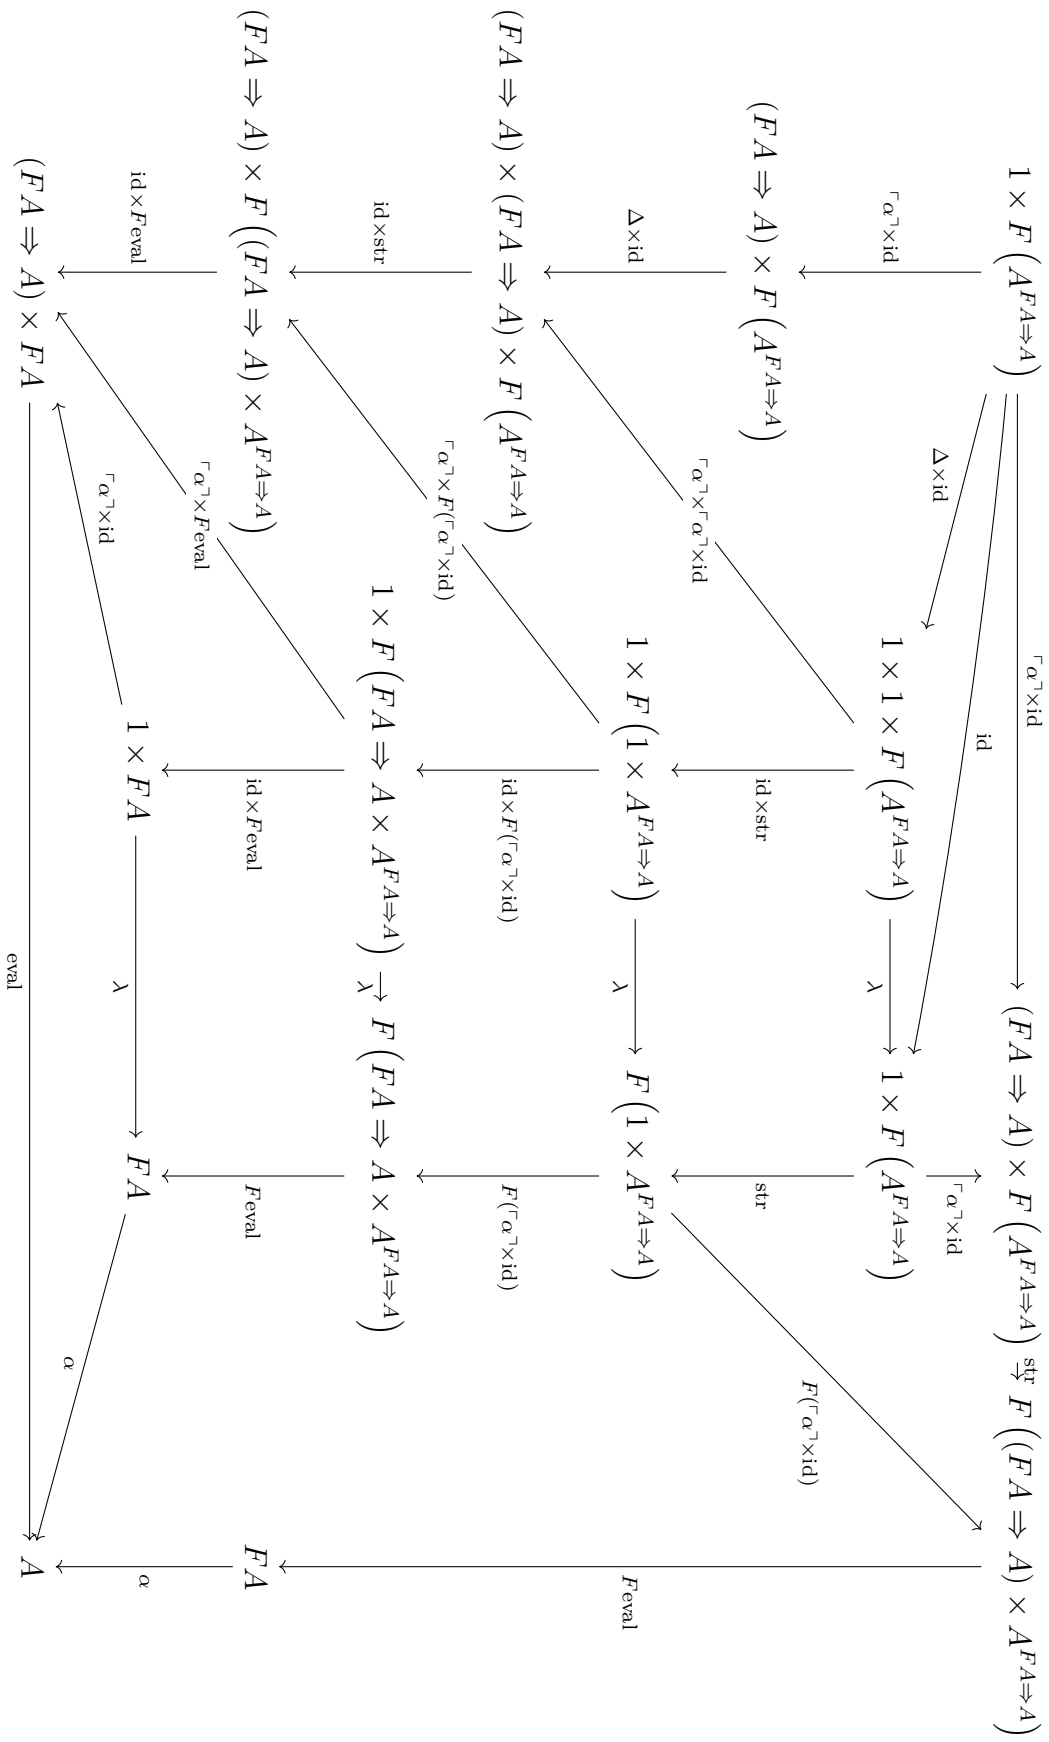 1 × F (A^{FA⇒A})
⌜α⌝×id
(FA ⇒ A) × F (A^{FA⇒A})
str
F ((FA ⇒ A) × A^{FA⇒A})
⌜α⌝×id
Δ×id
id
⌜α⌝×id
1 × 1 × F (A^{FA⇒A})
λ
1 × F (A^{FA⇒A})
(FA ⇒ A) × F (A^{FA⇒A})
⌜α⌝×⌜α⌝×id
id×str
str
F(⌜α⌝×id)
Δ×id
1 × F (1 × A^{FA⇒A})
λ
F (1 × A^{FA⇒A})
Feval
(FA ⇒ A) × (FA ⇒ A) × F (A^{FA⇒A})
⌜α⌝×F(⌜α⌝×id)
id×F(⌜α⌝×id)
F(⌜α⌝×id)
id×str
1 × F (FA ⇒ A × A^{FA⇒A})
λ
F (FA ⇒ A × A^{FA⇒A})
(FA ⇒ A) × F ((FA ⇒ A) × A^{FA⇒A})
⌜α⌝×Feval
id×Feval
Feval
FA
id×Feval
⌜α⌝×id
1 × FA
λ
FA
α
α
(FA ⇒ A) × FA
eval
A